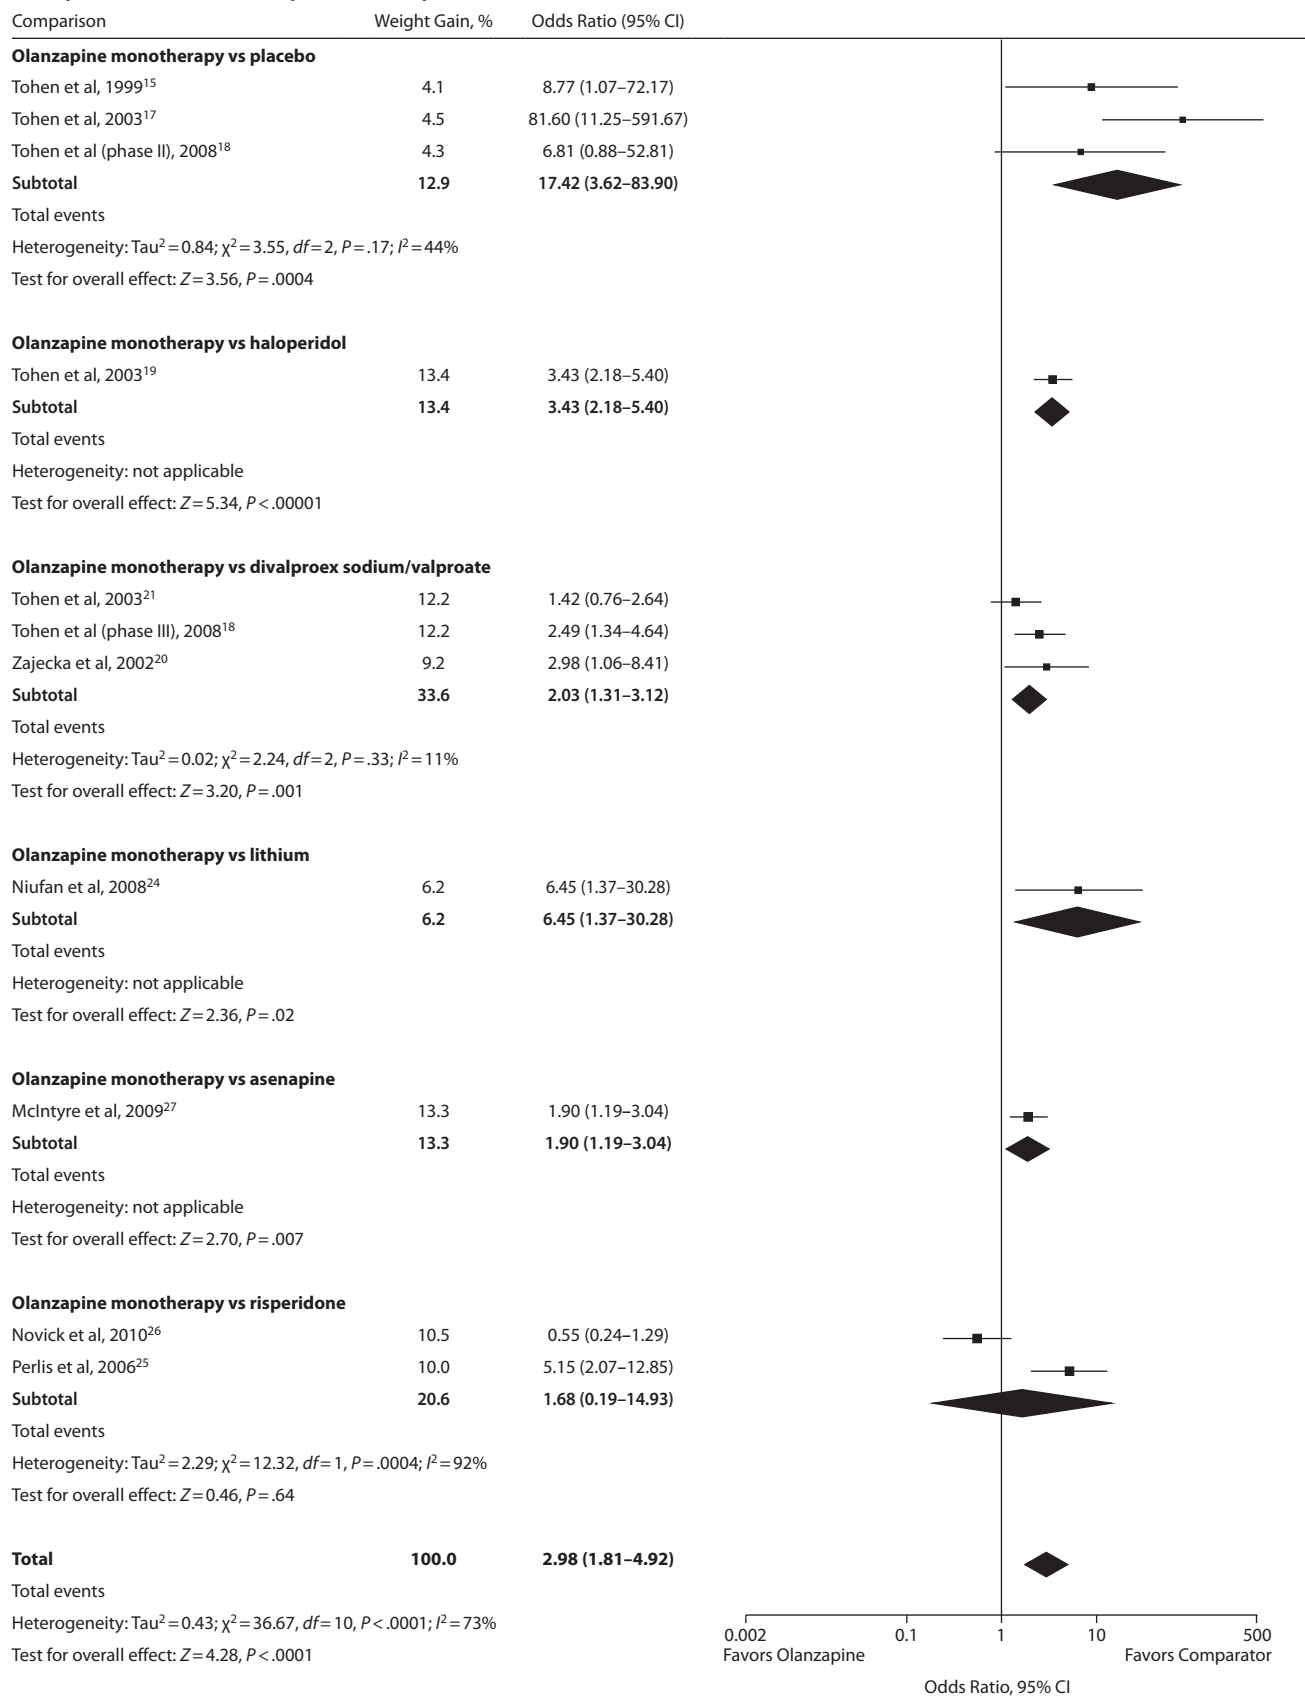 Comparison Weight Gain, % Odds Ratio (95% CI)
Olanzapine monotherapy vs placebo
Tohen et al, 1999¹⁵ 4.1 8.77 (1.07–72.17)
Tohen et al, 2003¹⁷ 4.5 81.60 (11.25–591.67)
Tohen et al (phase II), 2008¹⁸ 4.3 6.81 (0.88–52.81)
Subtotal 12.9 17.42 (3.62–83.90)
Total events
Heterogeneity: Tau² = 0.84; χ² = 3.55, df = 2, P = .17; I² = 44%
Test for overall effect: Z = 3.56, P = .0004
Olanzapine monotherapy vs haloperidol
Tohen et al, 2003¹⁹ 13.4 3.43 (2.18–5.40)
Subtotal 13.4 3.43 (2.18–5.40)
Total events
Heterogeneity: not applicable
Test for overall effect: Z = 5.34, P < .00001
Olanzapine monotherapy vs divalproex sodium/valproate
Tohen et al, 2003²¹ 12.2 1.42 (0.76–2.64)
Tohen et al (phase III), 2008¹⁸ 12.2 2.49 (1.34–4.64)
Zajecka et al, 2002²⁰ 9.2 2.98 (1.06–8.41)
Subtotal 33.6 2.03 (1.31–3.12)
Total events
Heterogeneity: Tau² = 0.02; χ² = 2.24, df = 2, P = .33; I² = 11%
Test for overall effect: Z = 3.20, P = .001
Olanzapine monotherapy vs lithium
Niufan et al, 2008²⁴ 6.2 6.45 (1.37–30.28)
Subtotal 6.2 6.45 (1.37–30.28)
Total events
Heterogeneity: not applicable
Test for overall effect: Z = 2.36, P = .02
Olanzapine monotherapy vs asenapine
McIntyre et al, 2009²⁷ 13.3 1.90 (1.19–3.04)
Subtotal 13.3 1.90 (1.19–3.04)
Total events
Heterogeneity: not applicable
Test for overall effect: Z = 2.70, P = .007
Olanzapine monotherapy vs risperidone
Novick et al, 2010²⁶ 10.5 0.55 (0.24–1.29)
Perlis et al, 2006²⁵ 10.0 5.15 (2.07–12.85)
Subtotal 20.6 1.68 (0.19–14.93)
Total events
Heterogeneity: Tau² = 2.29; χ² = 12.32, df = 1, P = .0004; I² = 92%
Test for overall effect: Z = 0.46, P = .64
Total 100.0 2.98 (1.81–4.92)
Total events
Heterogeneity: Tau² = 0.43; χ² = 36.67, df = 10, P < .0001; I² = 73%
Test for overall effect: Z = 4.28, P < .0001
0.002 0.1 1 10 500
Favors Olanzapine Favors Comparator
Odds Ratio, 95% CI